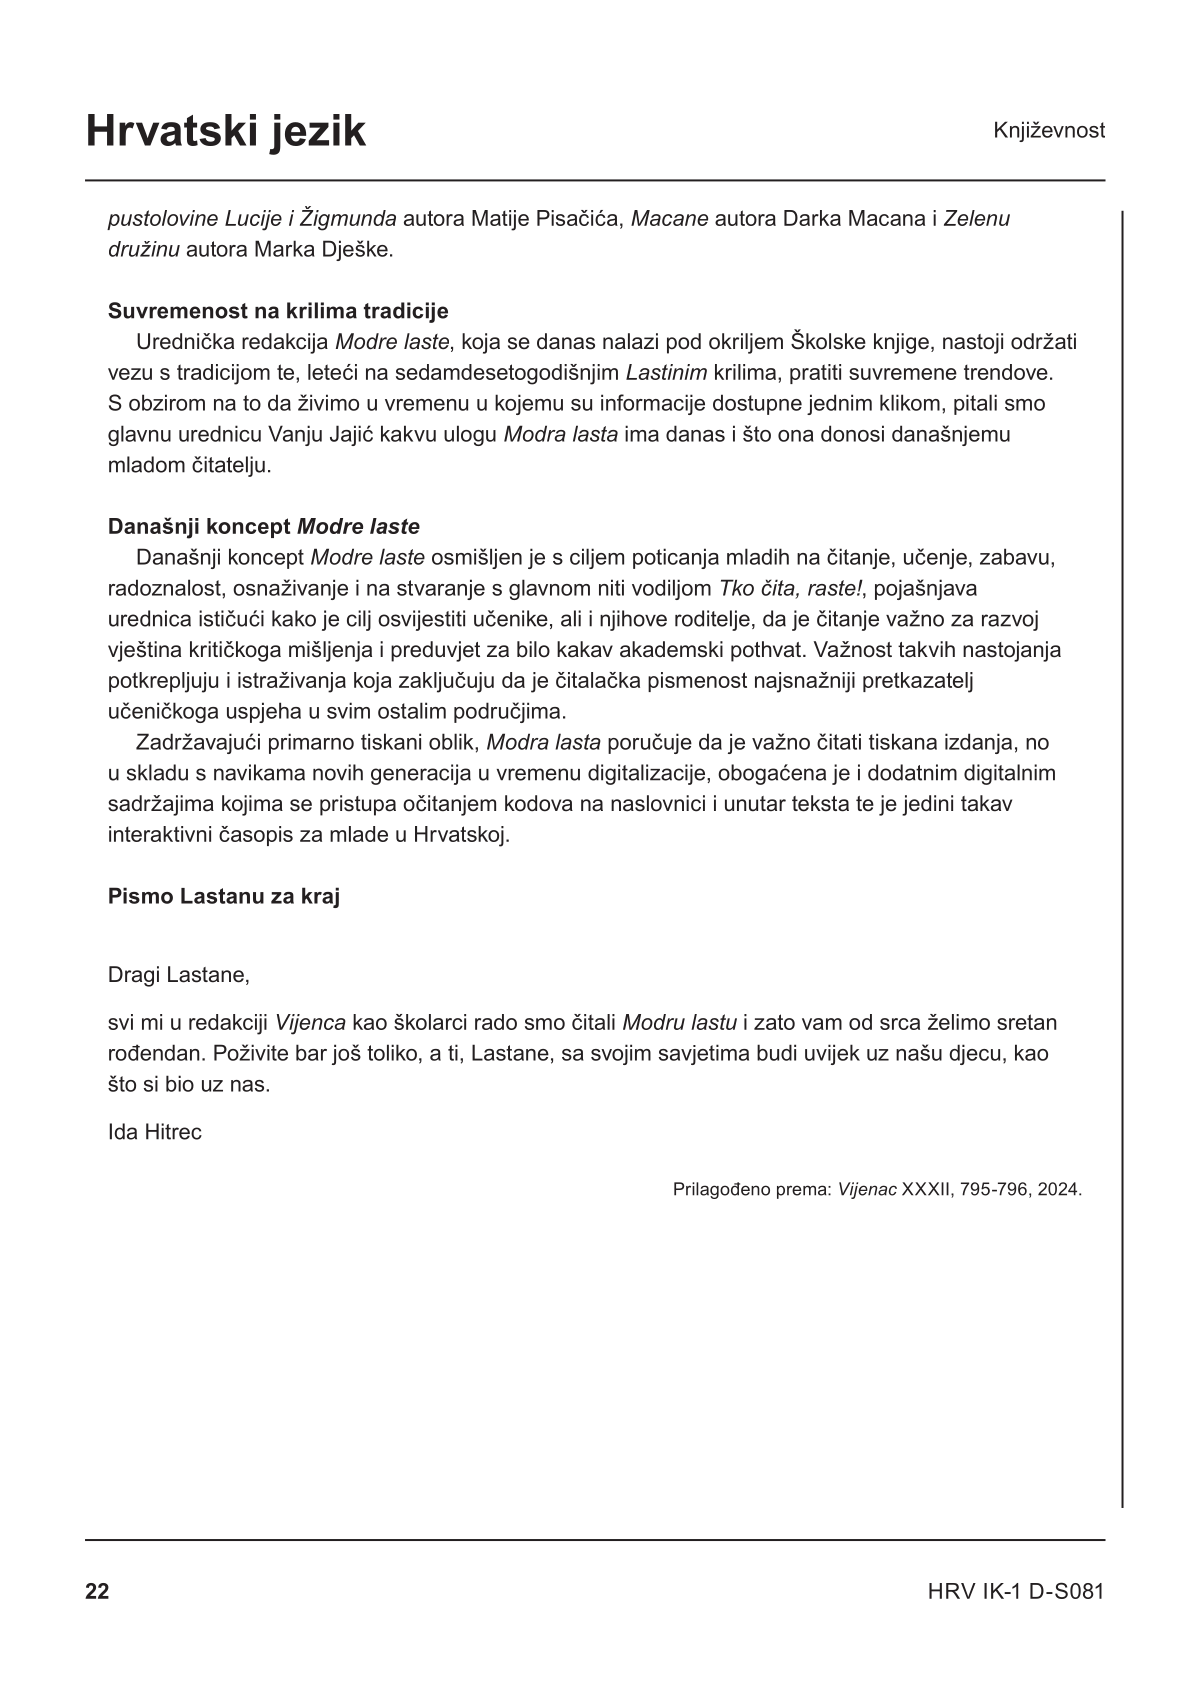 Hrvatski jezik
Književnost
pustolovine Lucije i Žigmunda autora Matije Pisačića, Macane autora Darka Macana i Zelenu
družinu autora Marka Dješke.
Suvremenost na krilima tradicije
Urednička redakcija Modre laste, koja se danas nalazi pod okriljem Školske knjige, nastoji održati
vezu s tradicijom te, leteći na sedamdesetogodišnjim Lastinim krilima, pratiti suvremene trendove.
S obzirom na to da živimo u vremenu u kojemu su informacije dostupne jednim klikom, pitali smo
glavnu urednicu Vanju Jajić kakvu ulogu Modra lasta ima danas i što ona donosi današnjemu
mladom čitatelju.
Današnji koncept Modre laste
Današnji koncept Modre laste osmišljen je s ciljem poticanja mladih na čitanje, učenje, zabavu,
radoznalost, osnaživanje i na stvaranje s glavnom niti vodiljom Tko čita, raste!, pojašnjava
urednica ističući kako je cilj osvijestiti učenike, ali i njihove roditelje, da je čitanje važno za razvoj
vještina kritičkoga mišljenja i preduvjet za bilo kakav akademski pothvat. Važnost takvih nastojanja
potkrepljuju i istraživanja koja zaključuju da je čitalačka pismenost najsnažniji pretkazatelj
učeničkoga uspjeha u svim ostalim područjima.
Zadržavajući primarno tiskani oblik, Modra lasta poručuje da je važno čitati tiskana izdanja, no
u skladu s navikama novih generacija u vremenu digitalizacije, obogaćena je i dodatnim digitalnim
sadržajima kojima se pristupa očitanjem kodova na naslovnici i unutar teksta te je jedini takav
interaktivni časopis za mlade u Hrvatskoj.
Pismo Lastanu za kraj
Dragi Lastane,
svi mi u redakciji Vijenca kao školarci rado smo čitali Modru lastu i zato vam od srca želimo sretan
rođendan. Poživite bar još toliko, a ti, Lastane, sa svojim savjetima budi uvijek uz našu djecu, kao
što si bio uz nas.
Ida Hitrec
Prilagođeno prema: Vijenac XXXII, 795-796, 2024.
22
HRV IK-1 D-S081